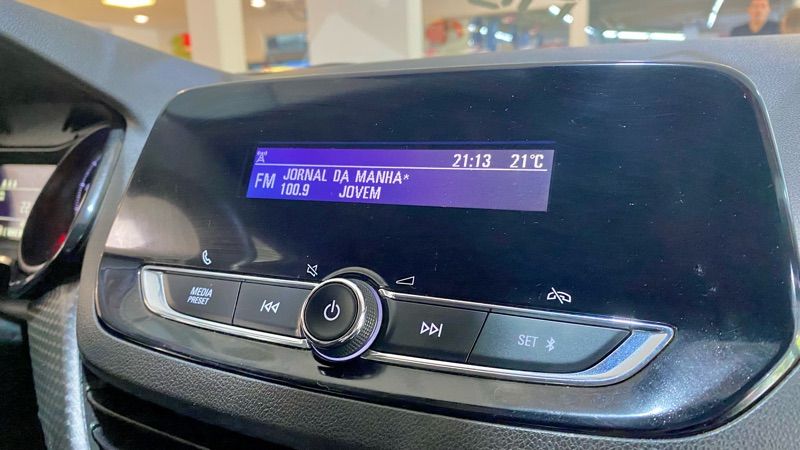 21:13 21°C
FM JORNAL DA MANHA*
100.9 JOVEM
MEDIA
PRESET
SET